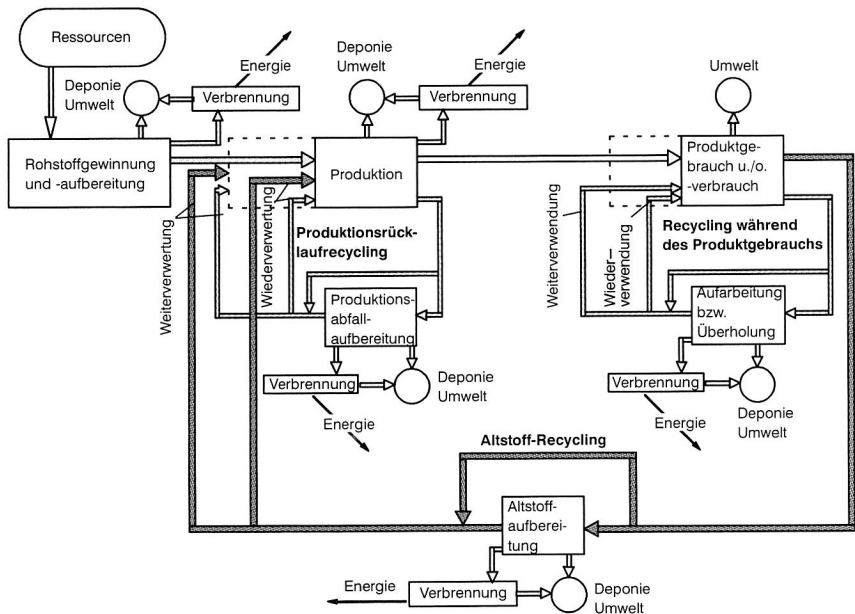 Ressourcen
Deponie
Umwelt
Energie
Verbrennung
Deponie
Umwelt
Energie
Verbrennung
Umwelt
Rohstoffgewinnung
und -aufbereitung
Produktion
Produktge-
brauch u./o.
-verbrauch
Weiterverwertung
Wiederverwertung
Produktionsrück-
laufrecycling
Weiterverwendung
Wieder–
verwendung
Recycling während
des Produktgebrauchs
Produktions-
abfall-
aufbereitung
Aufarbeitung
bzw.
Überholung
Verbrennung
Deponie
Umwelt
Energie
Verbrennung
Deponie
Umwelt
Energie
Altstoff-Recycling
Altstoff-
aufberei-
tung
Energie
Verbrennung
Deponie
Umwelt